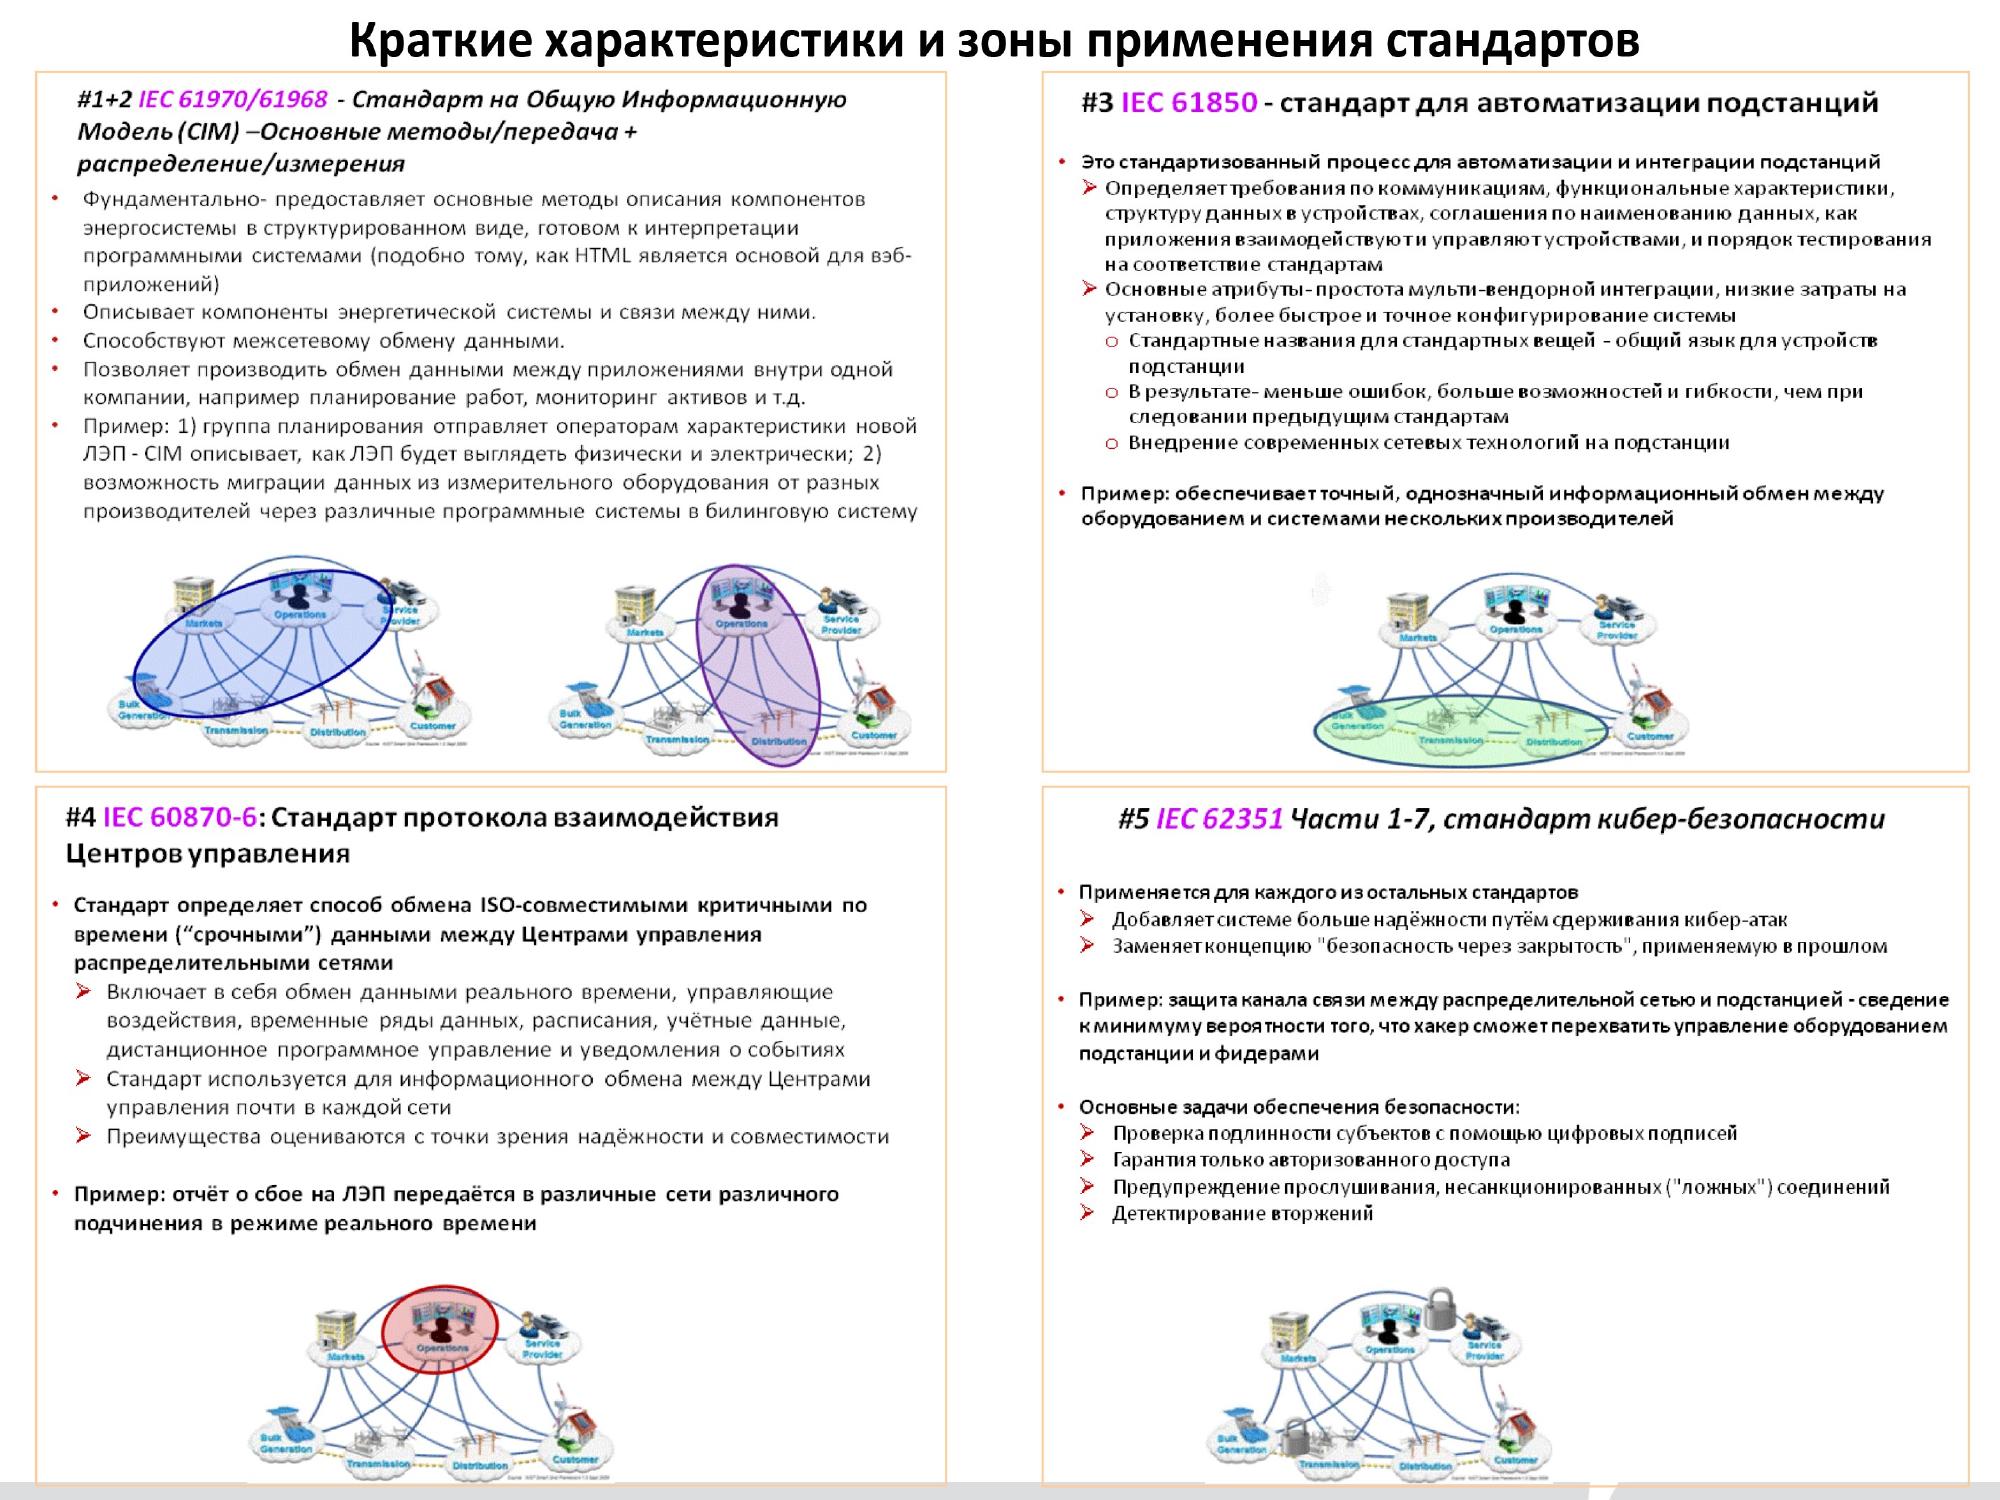 Краткие характеристики и зоны применения стандартов
#1+2 IEC 61970/61968 - Стандарт на Общую Информационную
Модель (CIM) –Основные методы/передача +
распределение/измерения
• Фундаментально- предоставляет основные методы описания компонентов
энергосистемы в структурированном виде, готовом к интерпретации
программными системами (подобно тому, как HTML является основой для вэб-
приложений)
• Описывает компоненты энергетической системы и связи между ними.
• Способствуют межсетевому обмену данными.
• Позволяет производить обмен данными между приложениями внутри одной
компании, например планирование работ, мониторинг активов и т.д.
• Пример: 1) группа планирования отправляет операторам характеристики новой
ЛЭП - CIM описывает, как ЛЭП будет выглядеть физически и электрически; 2)
возможность миграции данных из измерительного оборудования от разных
производителей через различные программные системы в билинговую систему
Markets
Operations
Service
Provider
Bulk
Generation
Transmission
Distribution
Customer
Markets
Operations
Service
Provider
Bulk
Generation
Transmission
Distribution
Customer
#3 IEC 61850 - стандарт для автоматизации подстанций
• Это стандартизованный процесс для автоматизации и интеграции подстанций
Определяет требования по коммуникациям, функциональные характеристики,
структуру данных в устройствах, соглашения по наименованию данных, как
приложения взаимодействуют и управляют устройствами, и порядок тестирования
на соответствие стандартам
Основные атрибуты- простота мульти-вендорной интеграции, низкие затраты на
установку, более быстрое и точное конфигурирование системы
Стандартные названия для стандартных вещей - общий язык для устройств
подстанции
В результате- меньше ошибок, больше возможностей и гибкости, чем при
следовании предыдущим стандартам
Внедрение современных сетевых технологий на подстанции
• Пример: обеспечивает точный, однозначный информационный обмен между
оборудованием и системами нескольких производителей
Markets
Operations
Service
Provider
Bulk
Generation
Transmission
Distribution
Customer
#4 IEC 60870-6: Стандарт протокола взаимодействия
Центров управления
• Стандарт определяет способ обмена ISO-совместимыми критичными по
времени (“срочными”) данными между Центрами управления
распределительными сетями
Включает в себя обмен данными реального времени, управляющие
воздействия, временные ряды данных, расписания, учётные данные,
дистанционное программное управление и уведомления о событиях
Стандарт используется для информационного обмена между Центрами
управления почти в каждой сети
Преимущества оцениваются с точки зрения надёжности и совместимости
• Пример: отчёт о сбое на ЛЭП передаётся в различные сети различного
подчинения в режиме реального времени
Markets
Operations
Service
Provider
Bulk
Generation
Transmission
Distribution
Customer
#5 IEC 62351 Части 1-7, стандарт кибер-безопасности
• Применяется для каждого из остальных стандартов
Добавляет системе больше надёжности путём сдерживания кибер-атак
Заменяет концепцию "безопасность через закрытость", применяемую в прошлом
• Пример: защита канала связи между распределительной сетью и подстанцией - сведение
к минимуму вероятности того, что хакер сможет перехватить управление оборудованием
подстанции и фидерами
• Основные задачи обеспечения безопасности:
Проверка подлинности субъектов с помощью цифровых подписей
Гарантия только авторизованного доступа
Предупреждение прослушивания, несанкционированных ("ложных") соединений
Детектирование вторжений
Markets
Operations
Service
Provider
Bulk
Generation
Transmission
Distribution
Customer